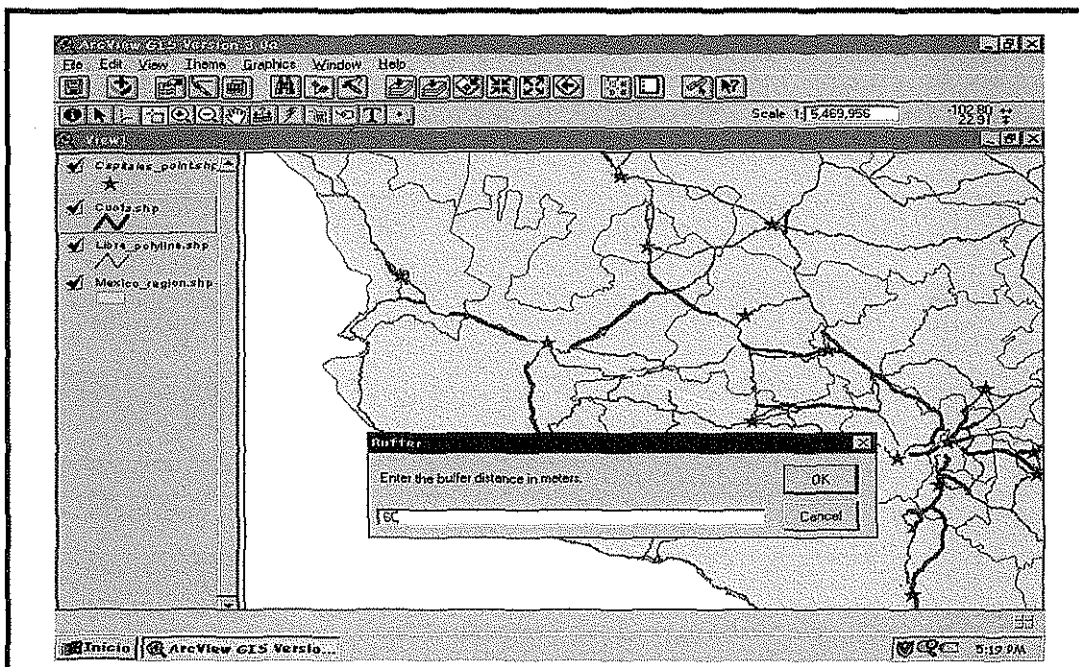 ArcView GIS Version 3.0a
File Edit View Theme Graphics Window Help
Scale 1: 5,469,956
-102.80
22.91
View1
Capitales_point.shp
Cuota.shp
Libre_polyline.shp
Mexico_region.shp
Buffer
Enter the buffer distance in meters.
OK
Cancel
Inicio
ArcView GIS Versio...
5:19 PM